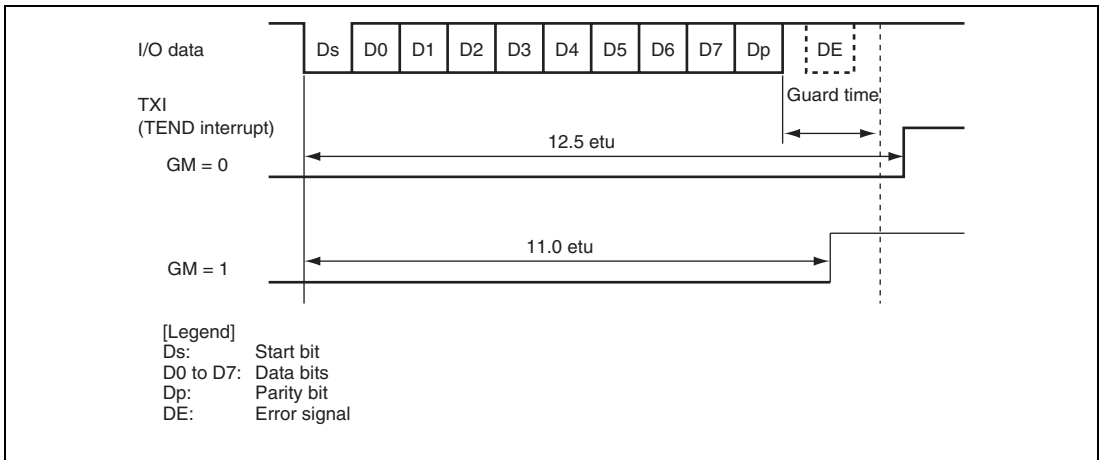 I/O data
Ds D0 D1 D2 D3 D4 D5 D6 D7 Dp DE
Guard time
TXI
(TEND interrupt)
12.5 etu
GM = 0
11.0 etu
GM = 1
[Legend]
Ds: Start bit
D0 to D7: Data bits
Dp: Parity bit
DE: Error signal